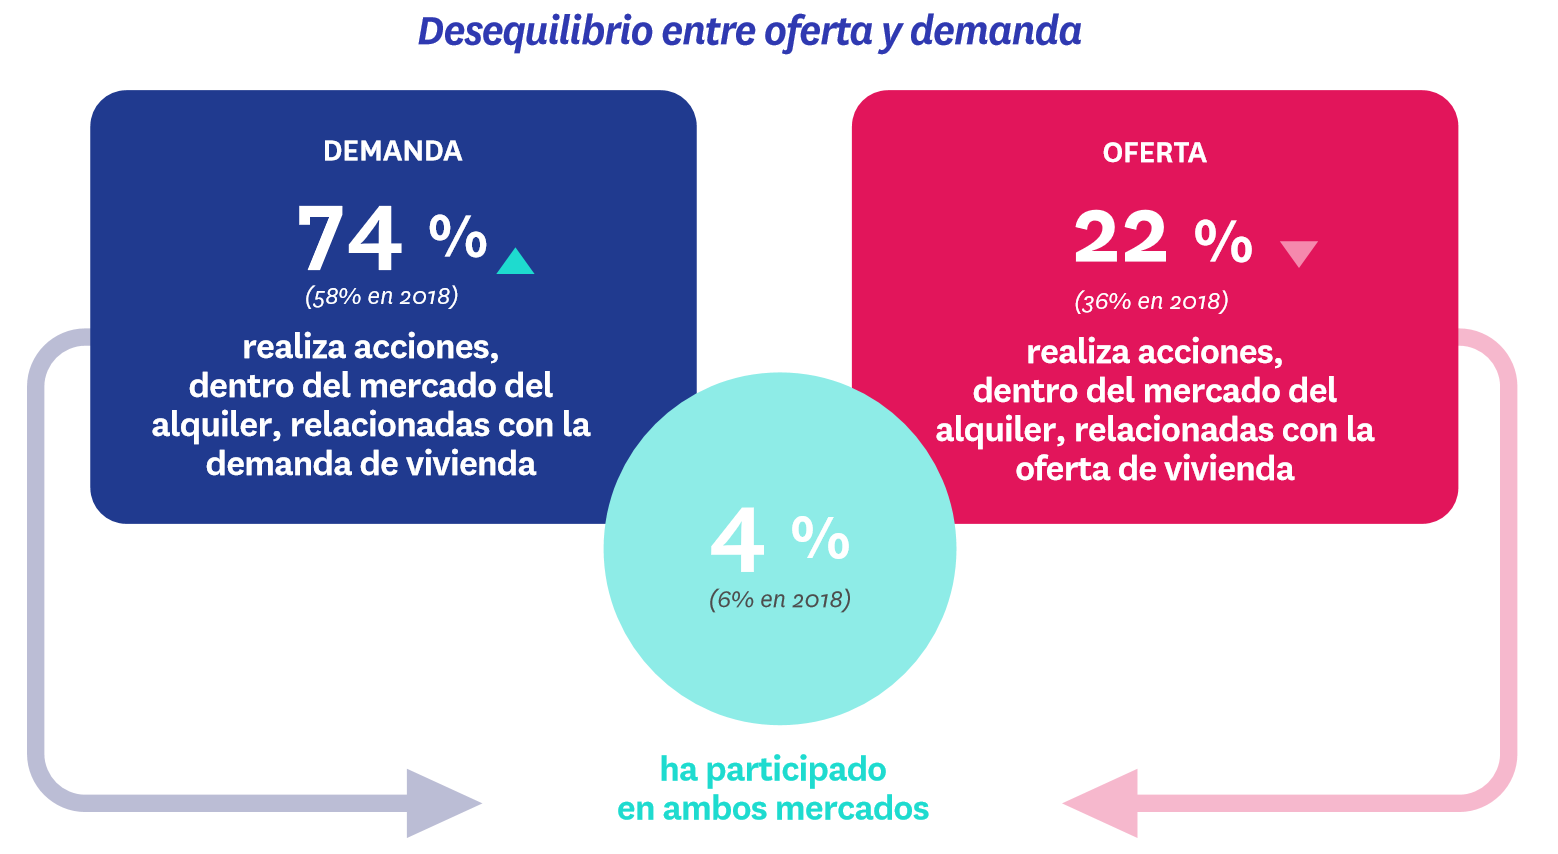 Desequilibrio entre oferta y demanda
DEMANDA
74 %
(58% en 2018)
realiza acciones,
dentro del mercado del
alquiler, relacionadas con la
demanda de vivienda
OFERTA
22 %
(36% en 2018)
realiza acciones,
dentro del mercado del
alquiler, relacionadas con la
oferta de vivienda
4 %
(6% en 2018)
ha participado
en ambos mercados